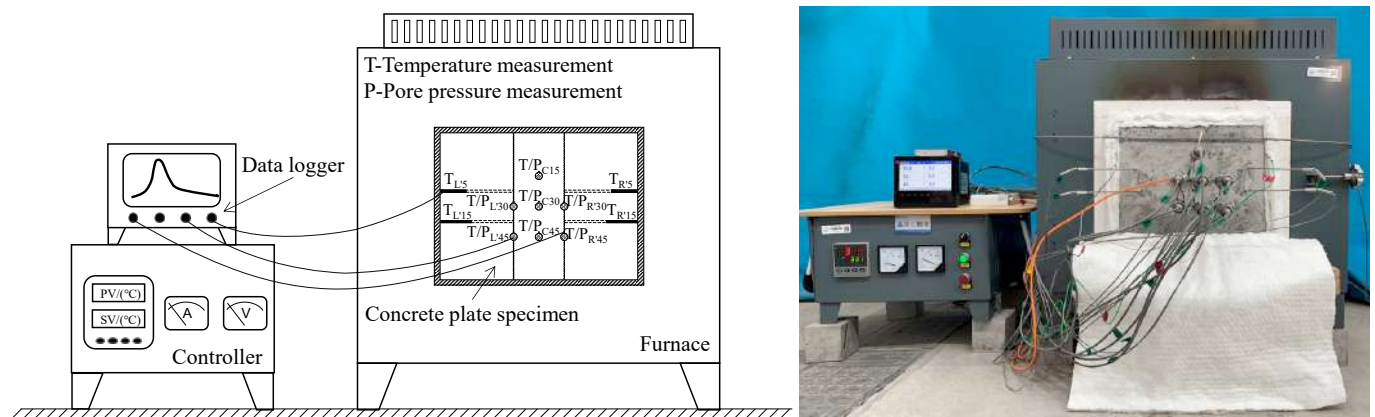 T-Temperature measurement
P-Pore pressure measurement
Data logger
T/P_C15
T_L'5
T_R'5
T/P_L'30
T/P_C30
T/P_R'30
T_L'15
T_R'15
T/P_L'45
T/P_C45
T/P_R'45
Concrete plate specimen
PV/(℃)
SV/(℃)
A
V
Controller
Furnace